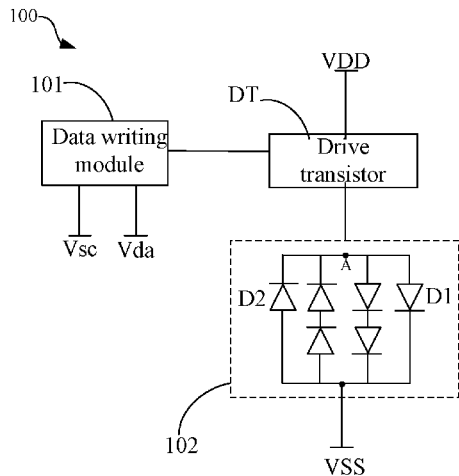 100
VDD
101
DT
Data writing
module
Drive
transistor
Vsc
Vda
A
D2
D1
102
VSS